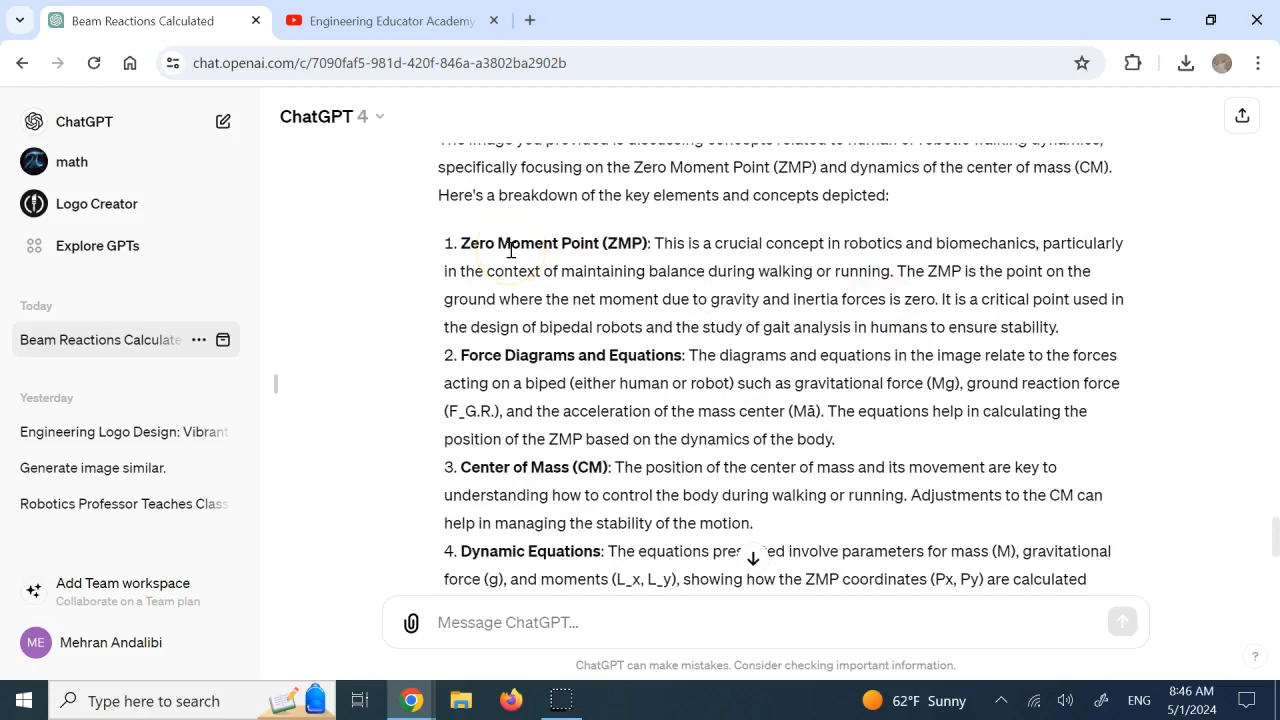 Beam Reactions Calculated
Engineering Educator Academy
chat.openai.com/c/7090faf5-981d-420f-846a-a3802ba2902b
ChatGPT
math
Logo Creator
Explore GPTs
Today
Beam Reactions Calculate
Yesterday
Engineering Logo Design: Vibrant
Generate image similar.
Robotics Professor Teaches Class
Add Team workspace
Collaborate on a Team plan
ME
Mehran Andalibi
ChatGPT 4
The image you provided is discussing concepts related to human or robotic walking dynamics,
specifically focusing on the Zero Moment Point (ZMP) and dynamics of the center of mass (CM).
Here's a breakdown of the key elements and concepts depicted:
1. Zero Moment Point (ZMP): This is a crucial concept in robotics and biomechanics, particularly
in the context of maintaining balance during walking or running. The ZMP is the point on the
ground where the net moment due to gravity and inertia forces is zero. It is a critical point used in
the design of bipedal robots and the study of gait analysis in humans to ensure stability.
2. Force Diagrams and Equations: The diagrams and equations in the image relate to the forces
acting on a biped (either human or robot) such as gravitational force (Mg), ground reaction force
(F_G.R.), and the acceleration of the mass center (Mā). The equations help in calculating the
position of the ZMP based on the dynamics of the body.
3. Center of Mass (CM): The position of the center of mass and its movement are key to
understanding how to control the body during walking or running. Adjustments to the CM can
help in managing the stability of the motion.
4. Dynamic Equations: The equations involve parameters for mass (M), gravitational
force (g), and moments (L_x, L_y), showing how the ZMP coordinates (Px, Py) are calculated
Message ChatGPT...
ChatGPT can make mistakes. Consider checking important information.
?
Type here to search
62°F Sunny
ENG
8:46 AM
5/1/2024